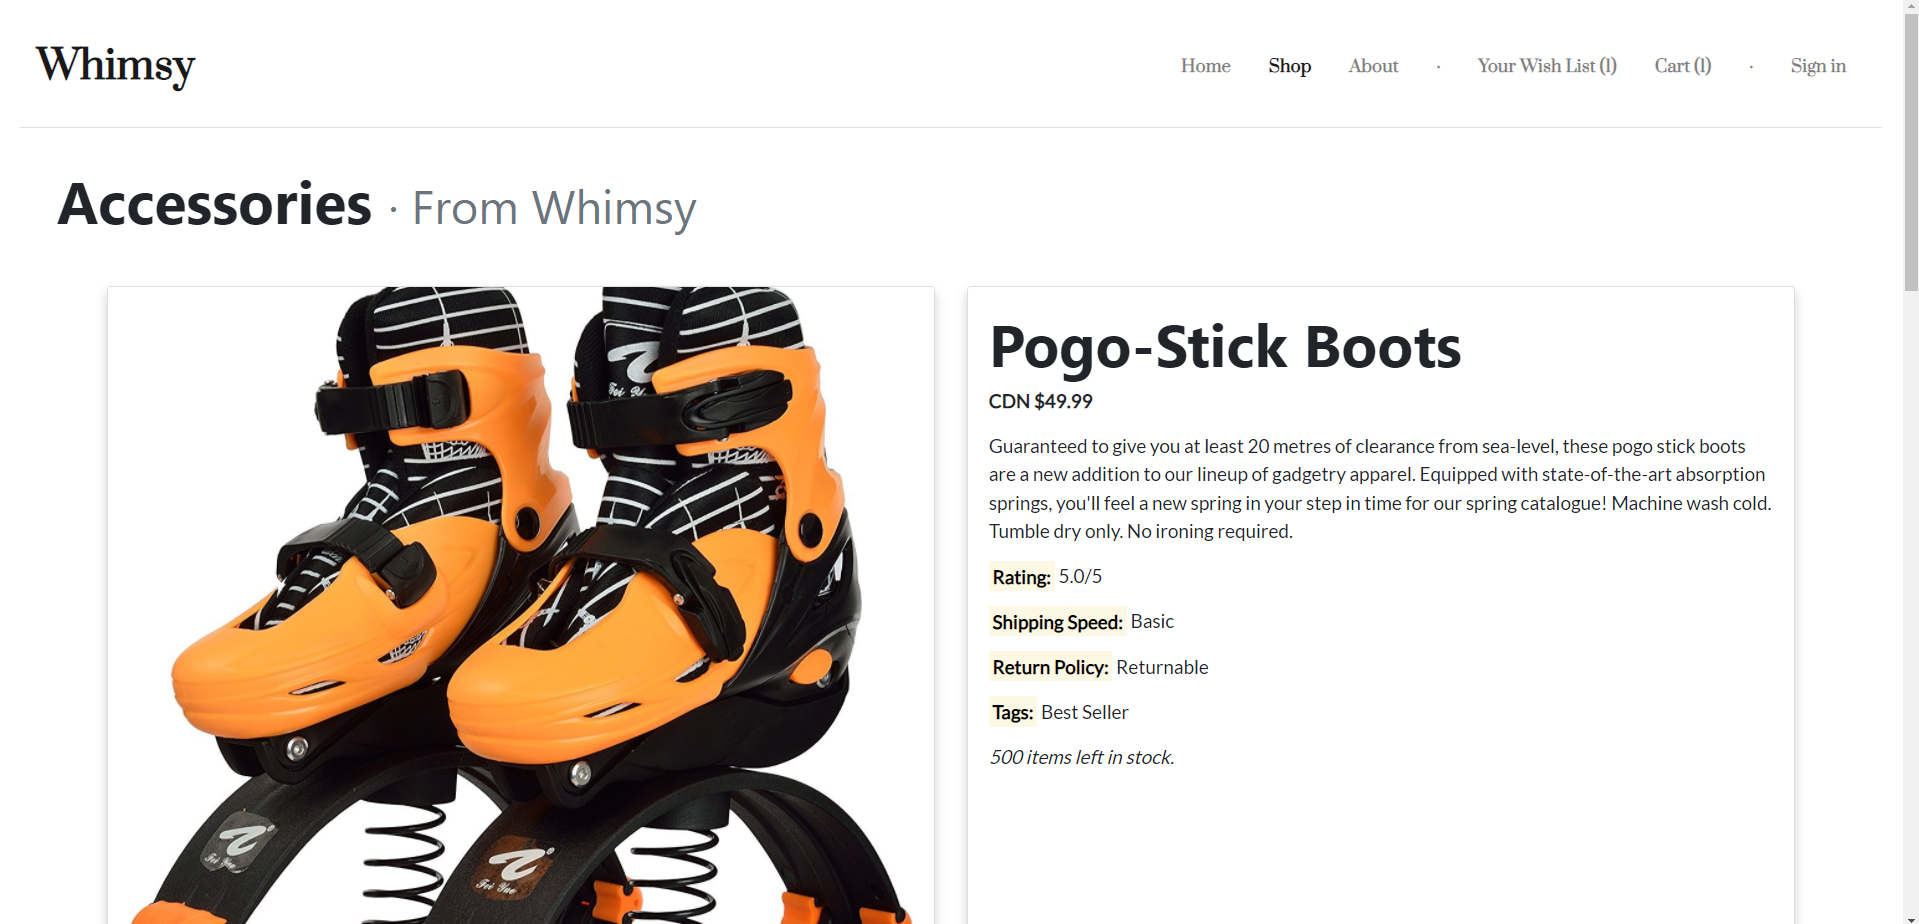 Whimsy
Home Shop About · Your Wish List (1) Cart (1) · Sign in
Accessories · From Whimsy
Pogo-Stick Boots
CDN $49.99
Guaranteed to give you at least 20 metres of clearance from sea-level, these pogo stick boots
are a new addition to our lineup of gadgetry apparel. Equipped with state-of-the-art absorption
springs, you'll feel a new spring in your step in time for our spring catalogue! Machine wash cold.
Tumble dry only. No ironing required.
Rating: 5.0/5
Shipping Speed: Basic
Return Policy: Returnable
Tags: Best Seller
500 items left in stock.